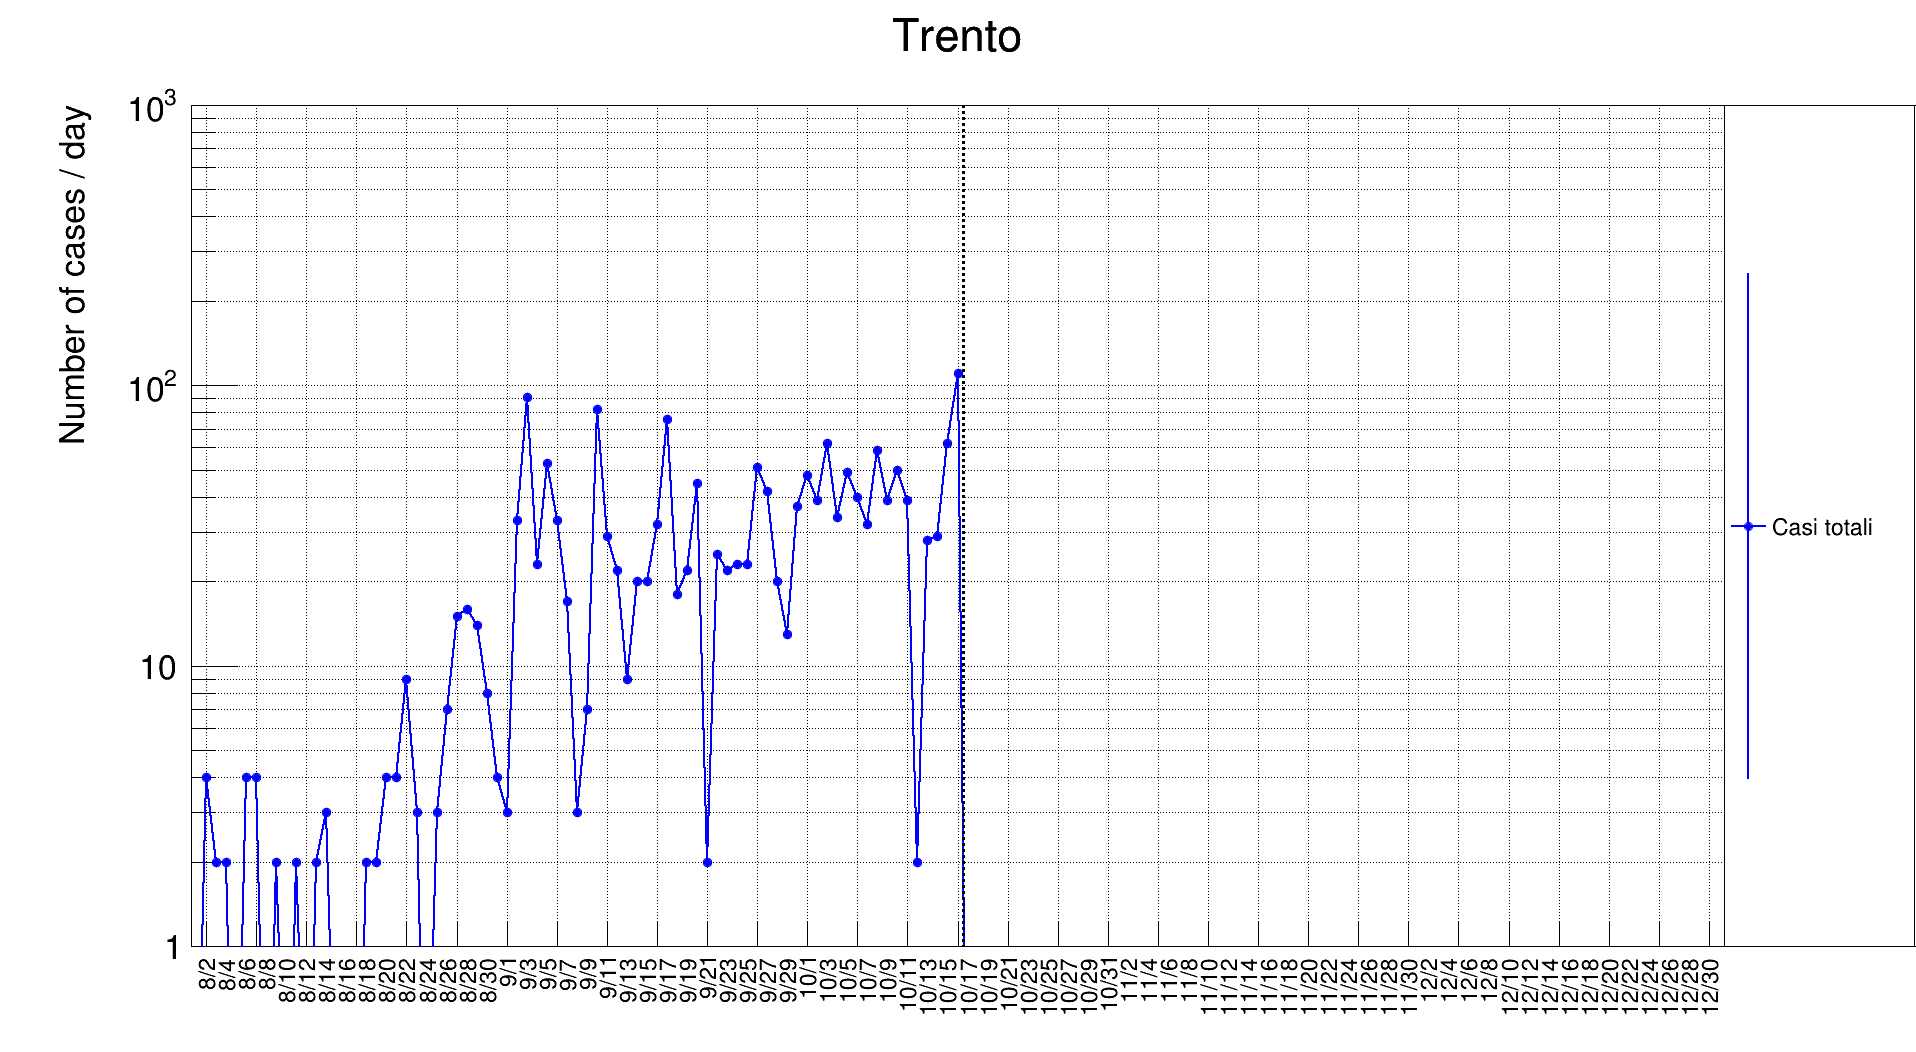 Trento
Number of cases / day
10³
10²
10
1
8/2 8/4 8/6 8/8 8/10 8/12 8/14 8/16 8/18 8/20 8/22 8/24 8/26 8/28 8/30 9/1 9/3 9/5 9/7 9/9 9/11 9/13 9/15 9/17 9/19 9/21 9/23 9/25 9/27 9/29 10/1 10/3 10/5 10/7 10/9 10/11 10/13 10/15 10/17 10/19 10/21 10/23 10/25 10/27 10/29 10/31 11/2 11/4 11/6 11/8 11/10 11/12 11/14 11/16 11/18 11/20 11/22 11/24 11/26 11/28 11/30 12/2 12/4 12/6 12/8 12/10 12/12 12/14 12/16 12/18 12/20 12/22 12/24 12/26 12/28 12/30
Casi totali